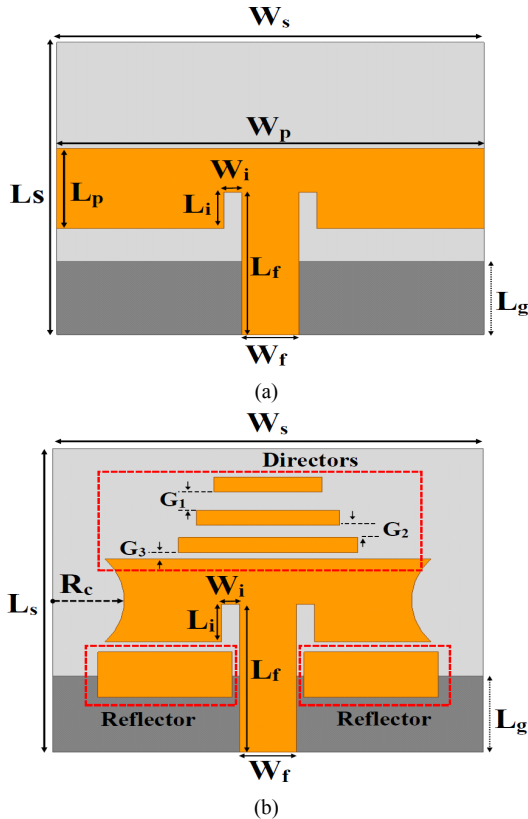 Ws
Wp
Ls
Lp
Wi
Li
Lf
Lg
Wf
(a)
Ws
Directors
G1
G2
G3
Rc
Wi
Ls
Li
Lf
Reflector
Reflector
Lg
Wf
(b)